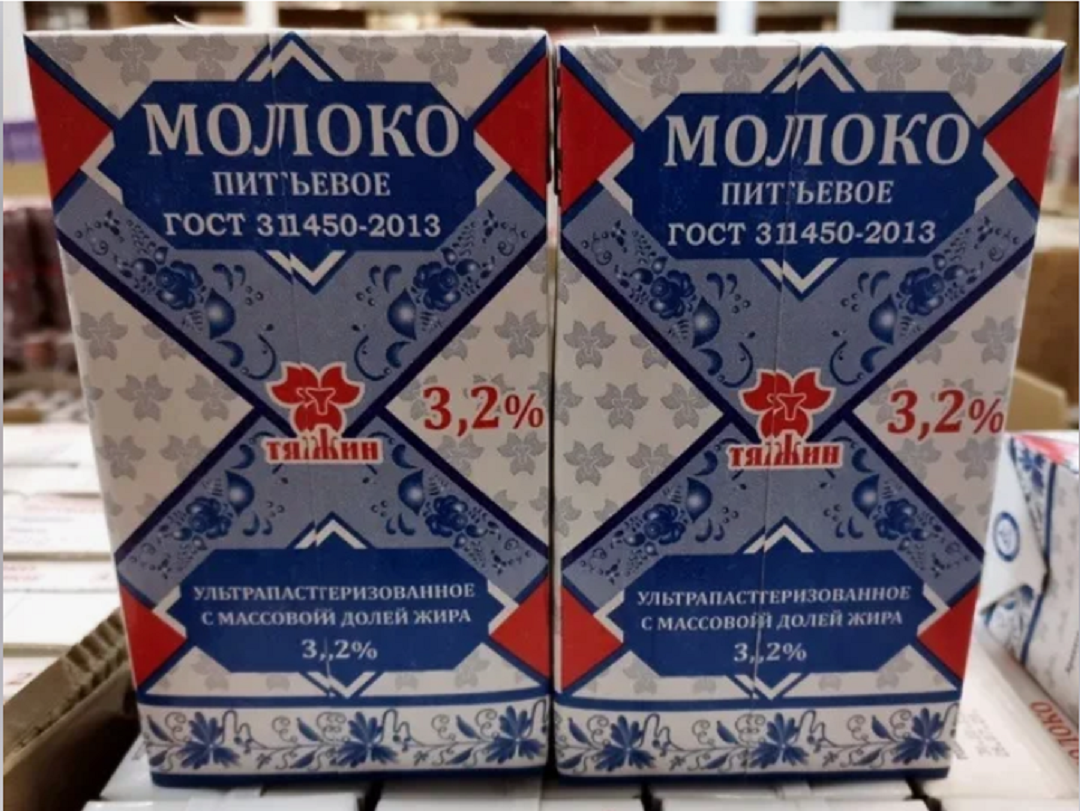 МОЛОКО
ПИТЬЕВОЕ
ГОСТ 31450-2013
ТЯЖИН
3,2%
УЛЬТРАПАСТЕРИЗОВАННОЕ
С МАССОВОЙ ДОЛЕЙ ЖИРА
3,2%
МОЛОКО
ПИТЬЕВОЕ
ГОСТ 31450-2013
ТЯЖИН
3,2%
УЛЬТРАПАСТЕРИЗОВАННОЕ
С МАССОВОЙ ДОЛЕЙ ЖИРА
3,2%